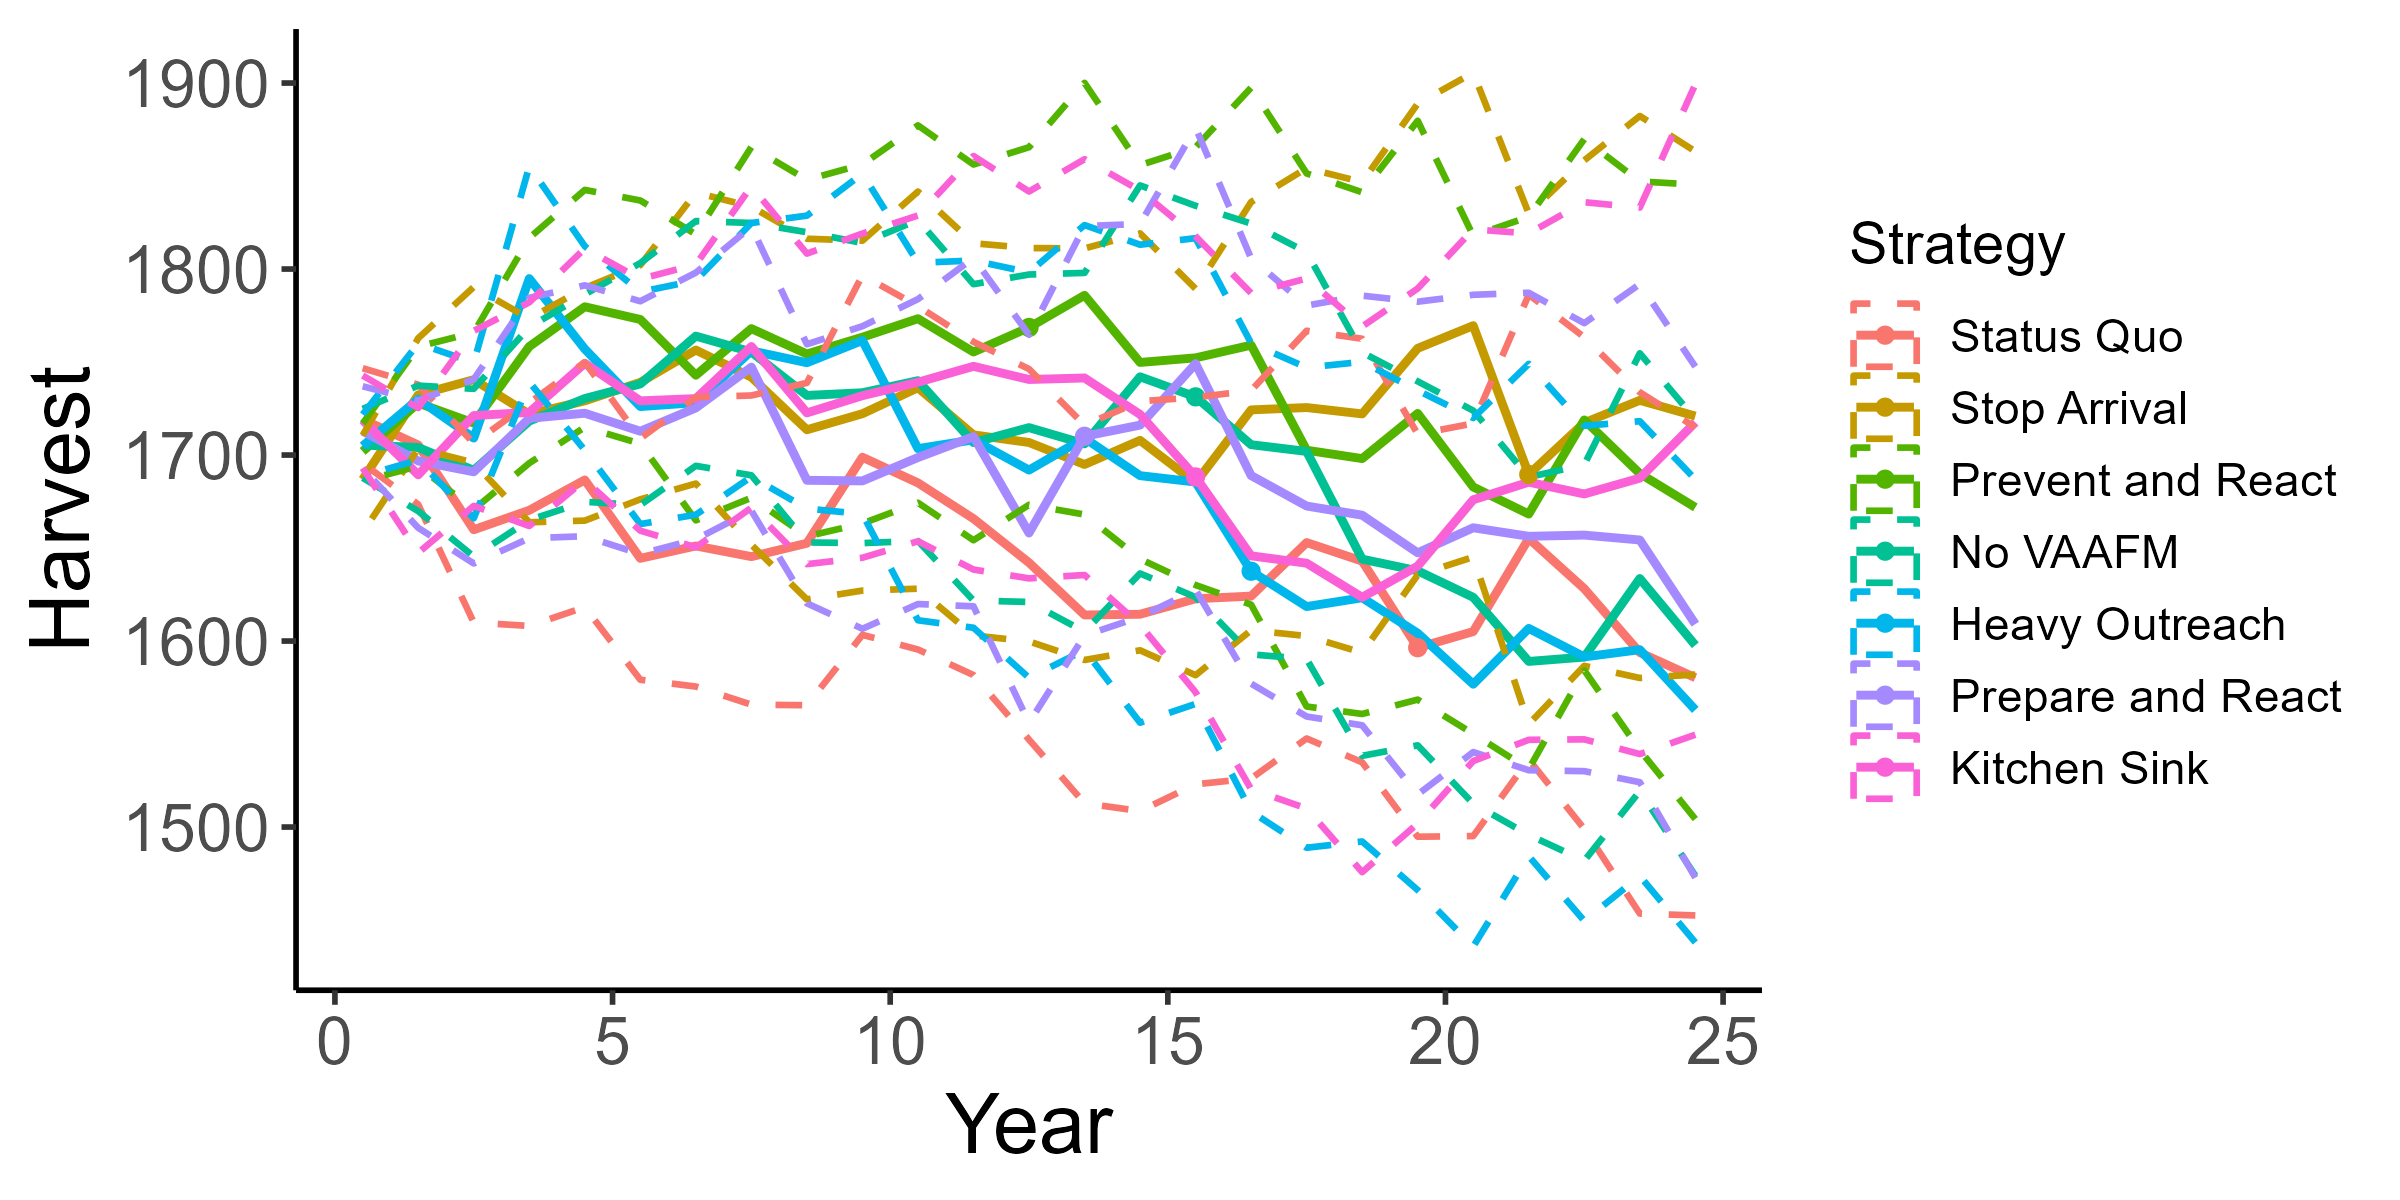 Harvest
1900
1800
1700
1600
1500
0 5 10 15 20 25
Year
Strategy
Status Quo
Stop Arrival
Prevent and React
No VAAFM
Heavy Outreach
Prepare and React
Kitchen Sink